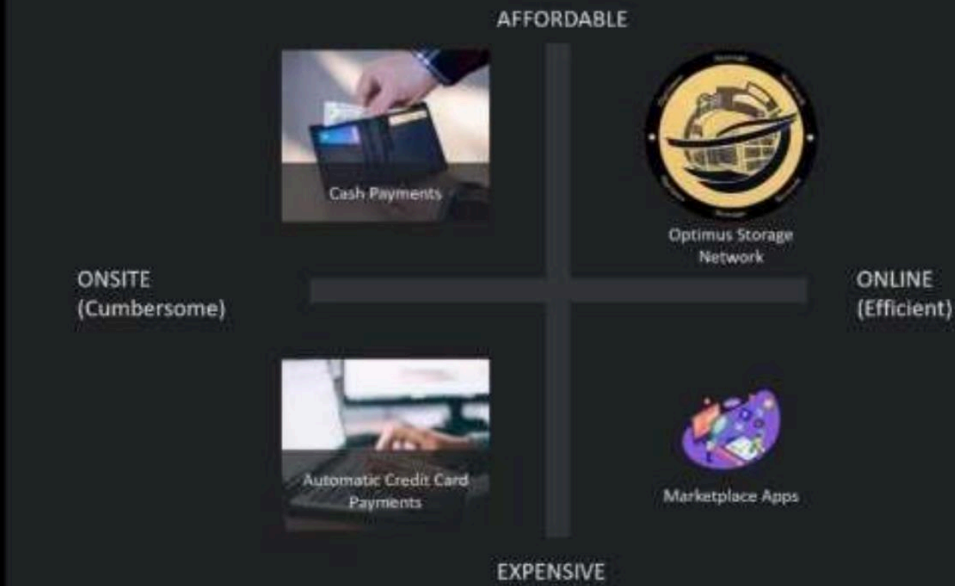 AFFORDABLE
Cash Payments
Optimus Storage
Network
ONSITE
(Cumbersome)
ONLINE
(Efficient)
Automatic Credit Card
Payments
Marketplace Apps
EXPENSIVE